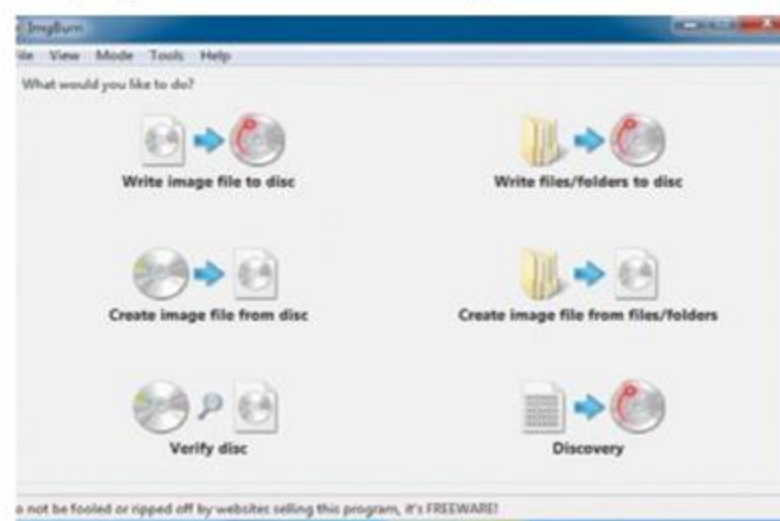 ImgBurn
View Mode Tools Help
What would you like to do?
Write image file to disc
Write files/folders to disc
Create image file from disc
Create image file from files/folders
Verify disc
Discovery
not be fooled or ripped off by websites selling this program, it's FREEWARE!